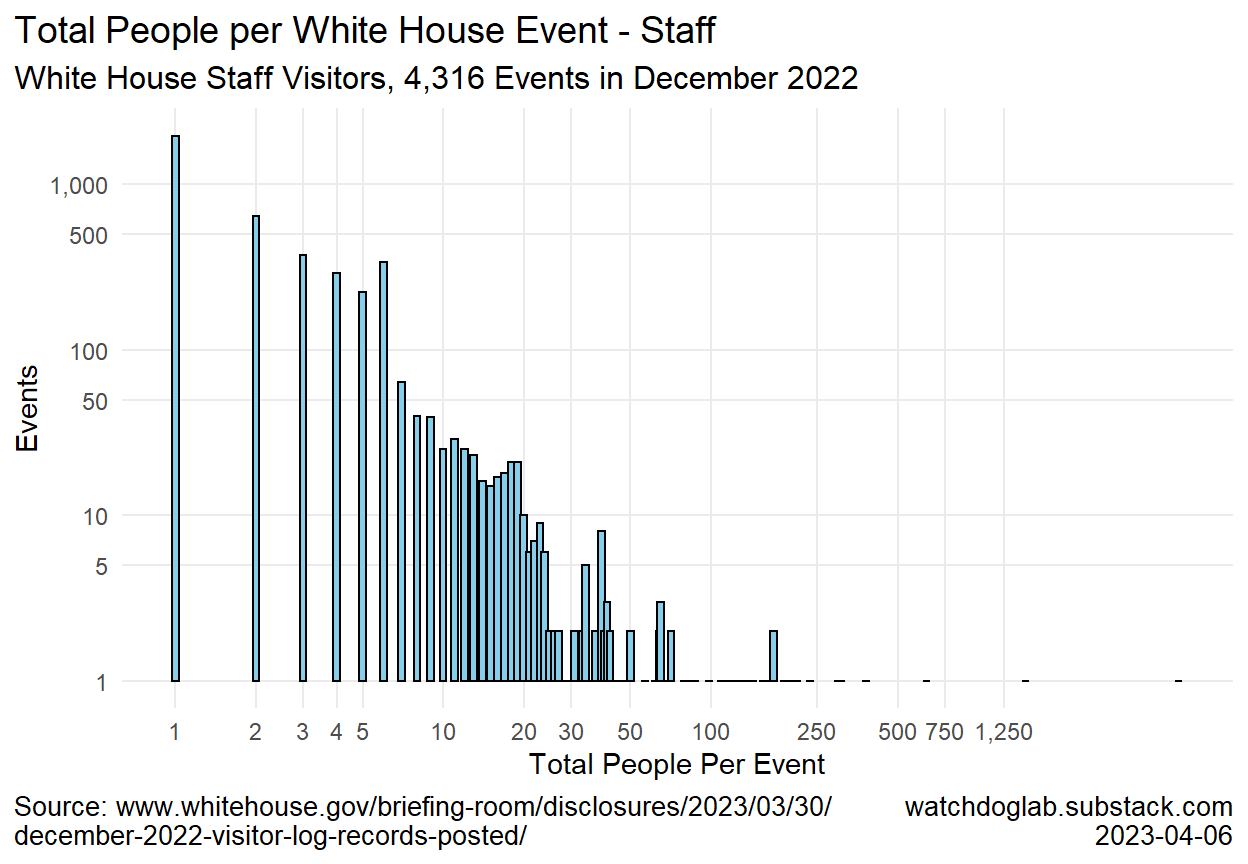 Total People per White House Event - Staff
White House Staff Visitors, 4,316 Events in December 2022
Events
1,000
500
100
50
10
5
1
1 2 3 4 5 10 20 30 50 100 250 500 750 1,250
Total People Per Event
Source: www.whitehouse.gov/briefing-room/disclosures/2023/03/30/
december-2022-visitor-log-records-posted/
watchdoglab.substack.com
2023-04-06